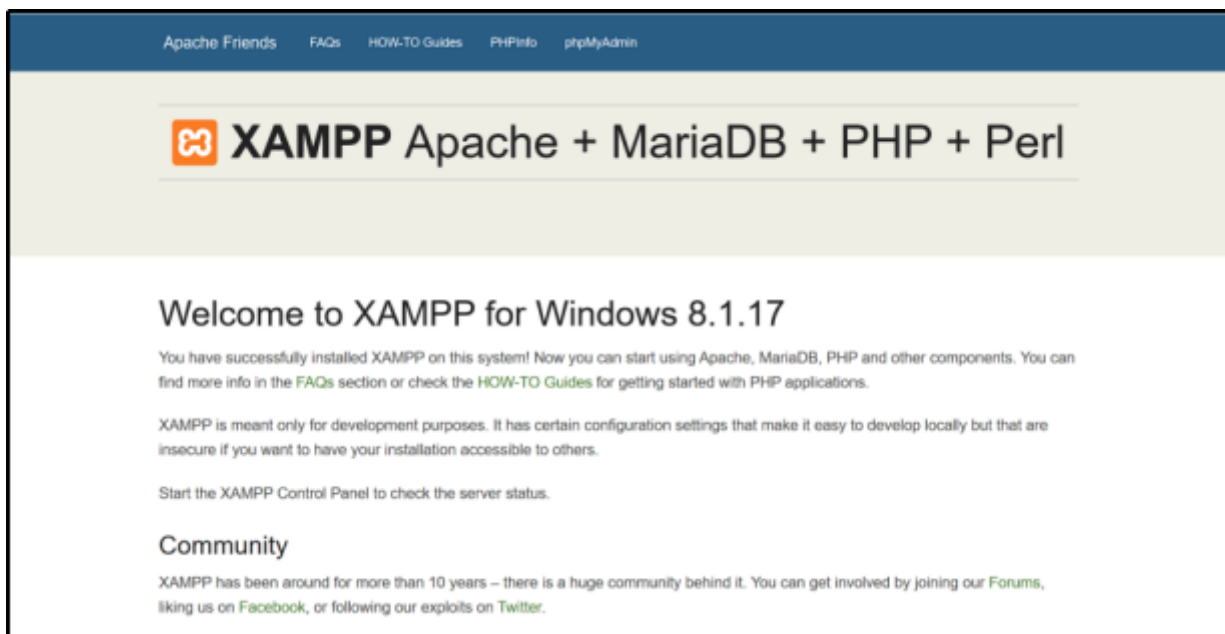 Apache Friends FAQs HOW-TO Guides PHPInfo phpMyAdmin
XAMPP Apache + MariaDB + PHP + Perl
Welcome to XAMPP for Windows 8.1.17
You have successfully installed XAMPP on this system! Now you can start using Apache, MariaDB, PHP and other components. You can
find more info in the FAQs section or check the HOW-TO Guides for getting started with PHP applications.
XAMPP is meant only for development purposes. It has certain configuration settings that make it easy to develop locally but that are
insecure if you want to have your installation accessible to others.
Start the XAMPP Control Panel to check the server status.
Community
XAMPP has been around for more than 10 years – there is a huge community behind it. You can get involved by joining our Forums,
liking us on Facebook, or following our exploits on Twitter.